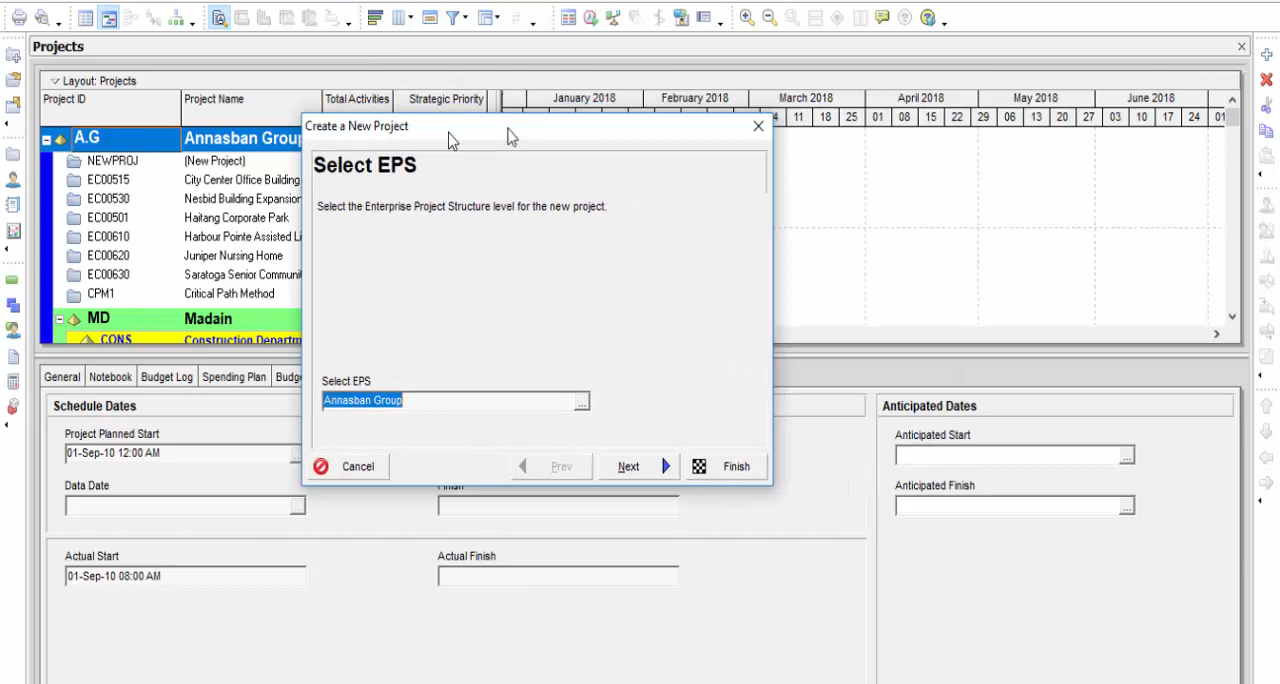 Projects
Layout: Projects
Project ID Project Name Total Activities Strategic Priority
January 2018 February 2018 March 2018 April 2018 May 2018 June 2018
11 18 25 01 08 15 22 29 06 13 20 27 03 10 17 24 01
A.G Annasban Group
NEWPROJ (New Project)
EC00515 City Center Office Building
EC00530 Nesbid Building Expansion
EC00501 Haitang Corporate Park
EC00610 Harbour Pointe Assisted Li
EC00620 Juniper Nursing Home
EC00630 Saratoga Senior Communi
CPM1 Critical Path Method
MD Madain
CONS Construction Departm
Create a New Project
Select EPS
Select the Enterprise Project Structure level for the new project.
Select EPS
Annasban Group
...
Cancel Prev Next Finish
General Notebook Budget Log Spending Plan Budge
Schedule Dates
Project Planned Start
01-Sep-10 12:00 AM
Data Date
Finish
Actual Start
01-Sep-10 08:00 AM
Actual Finish
Anticipated Dates
Anticipated Start
...
Anticipated Finish
...